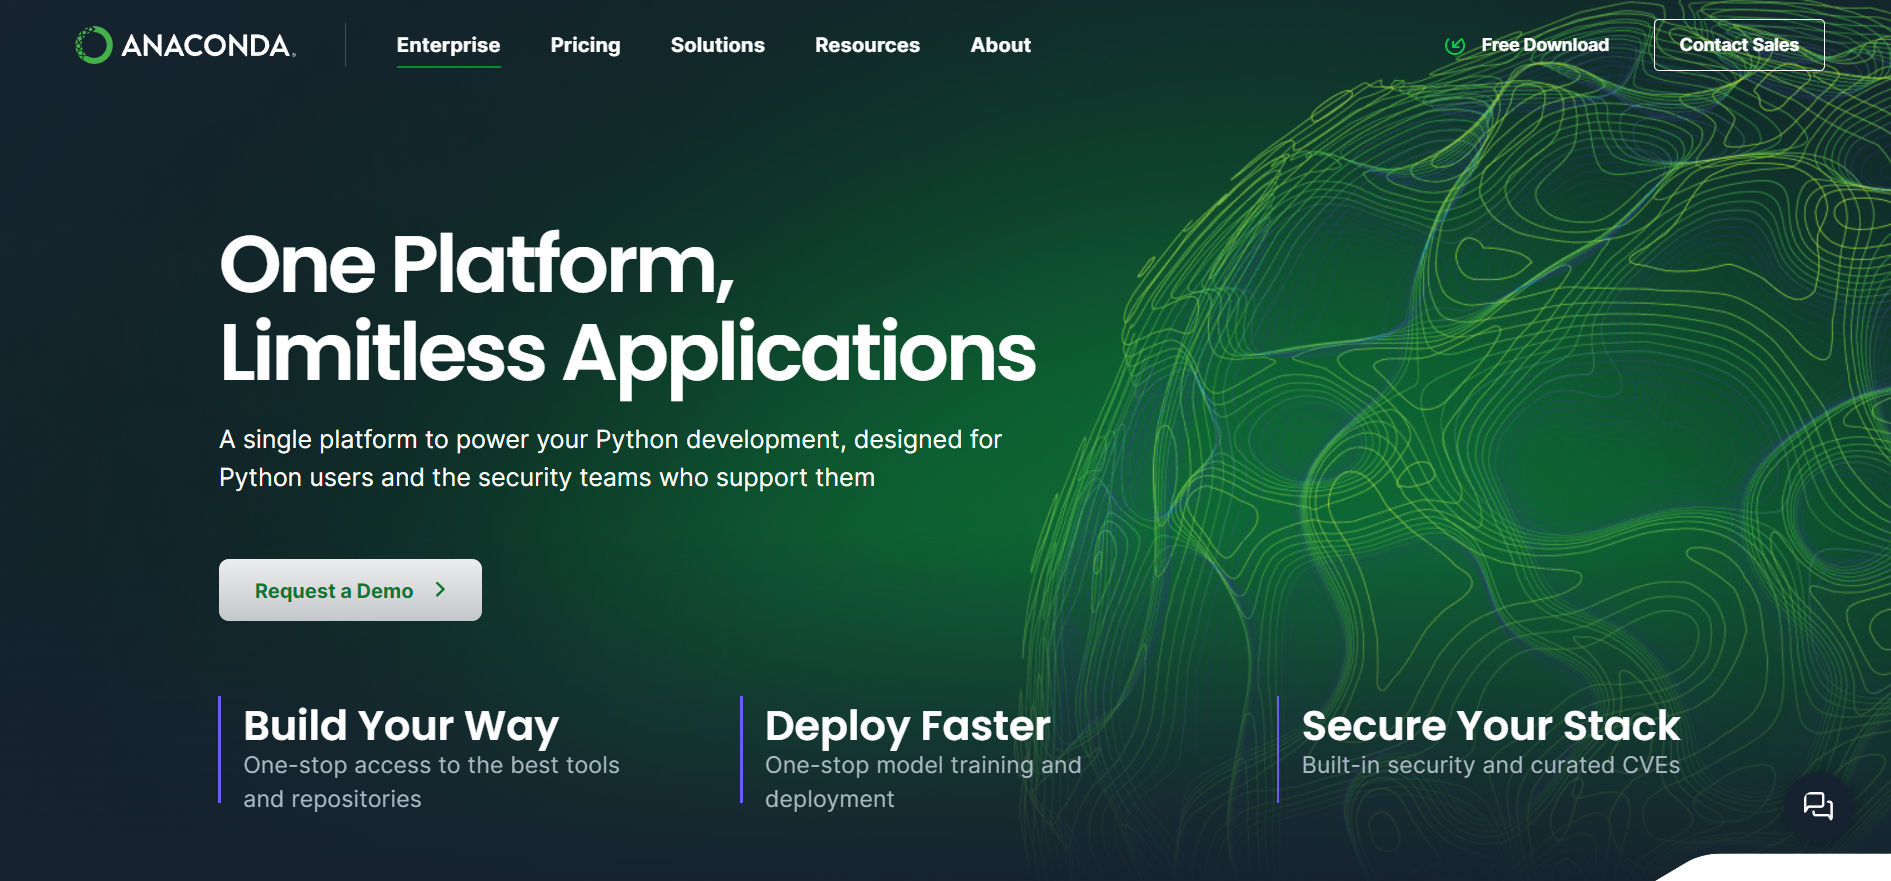 ANACONDA.
Enterprise
Pricing
Solutions
Resources
About
Free Download
Contact Sales
One Platform,
Limitless Applications
A single platform to power your Python development, designed for
Python users and the security teams who support them
Request a Demo
Build Your Way
One-stop access to the best tools
and repositories
Deploy Faster
One-stop model training and
deployment
Secure Your Stack
Built-in security and curated CVEs